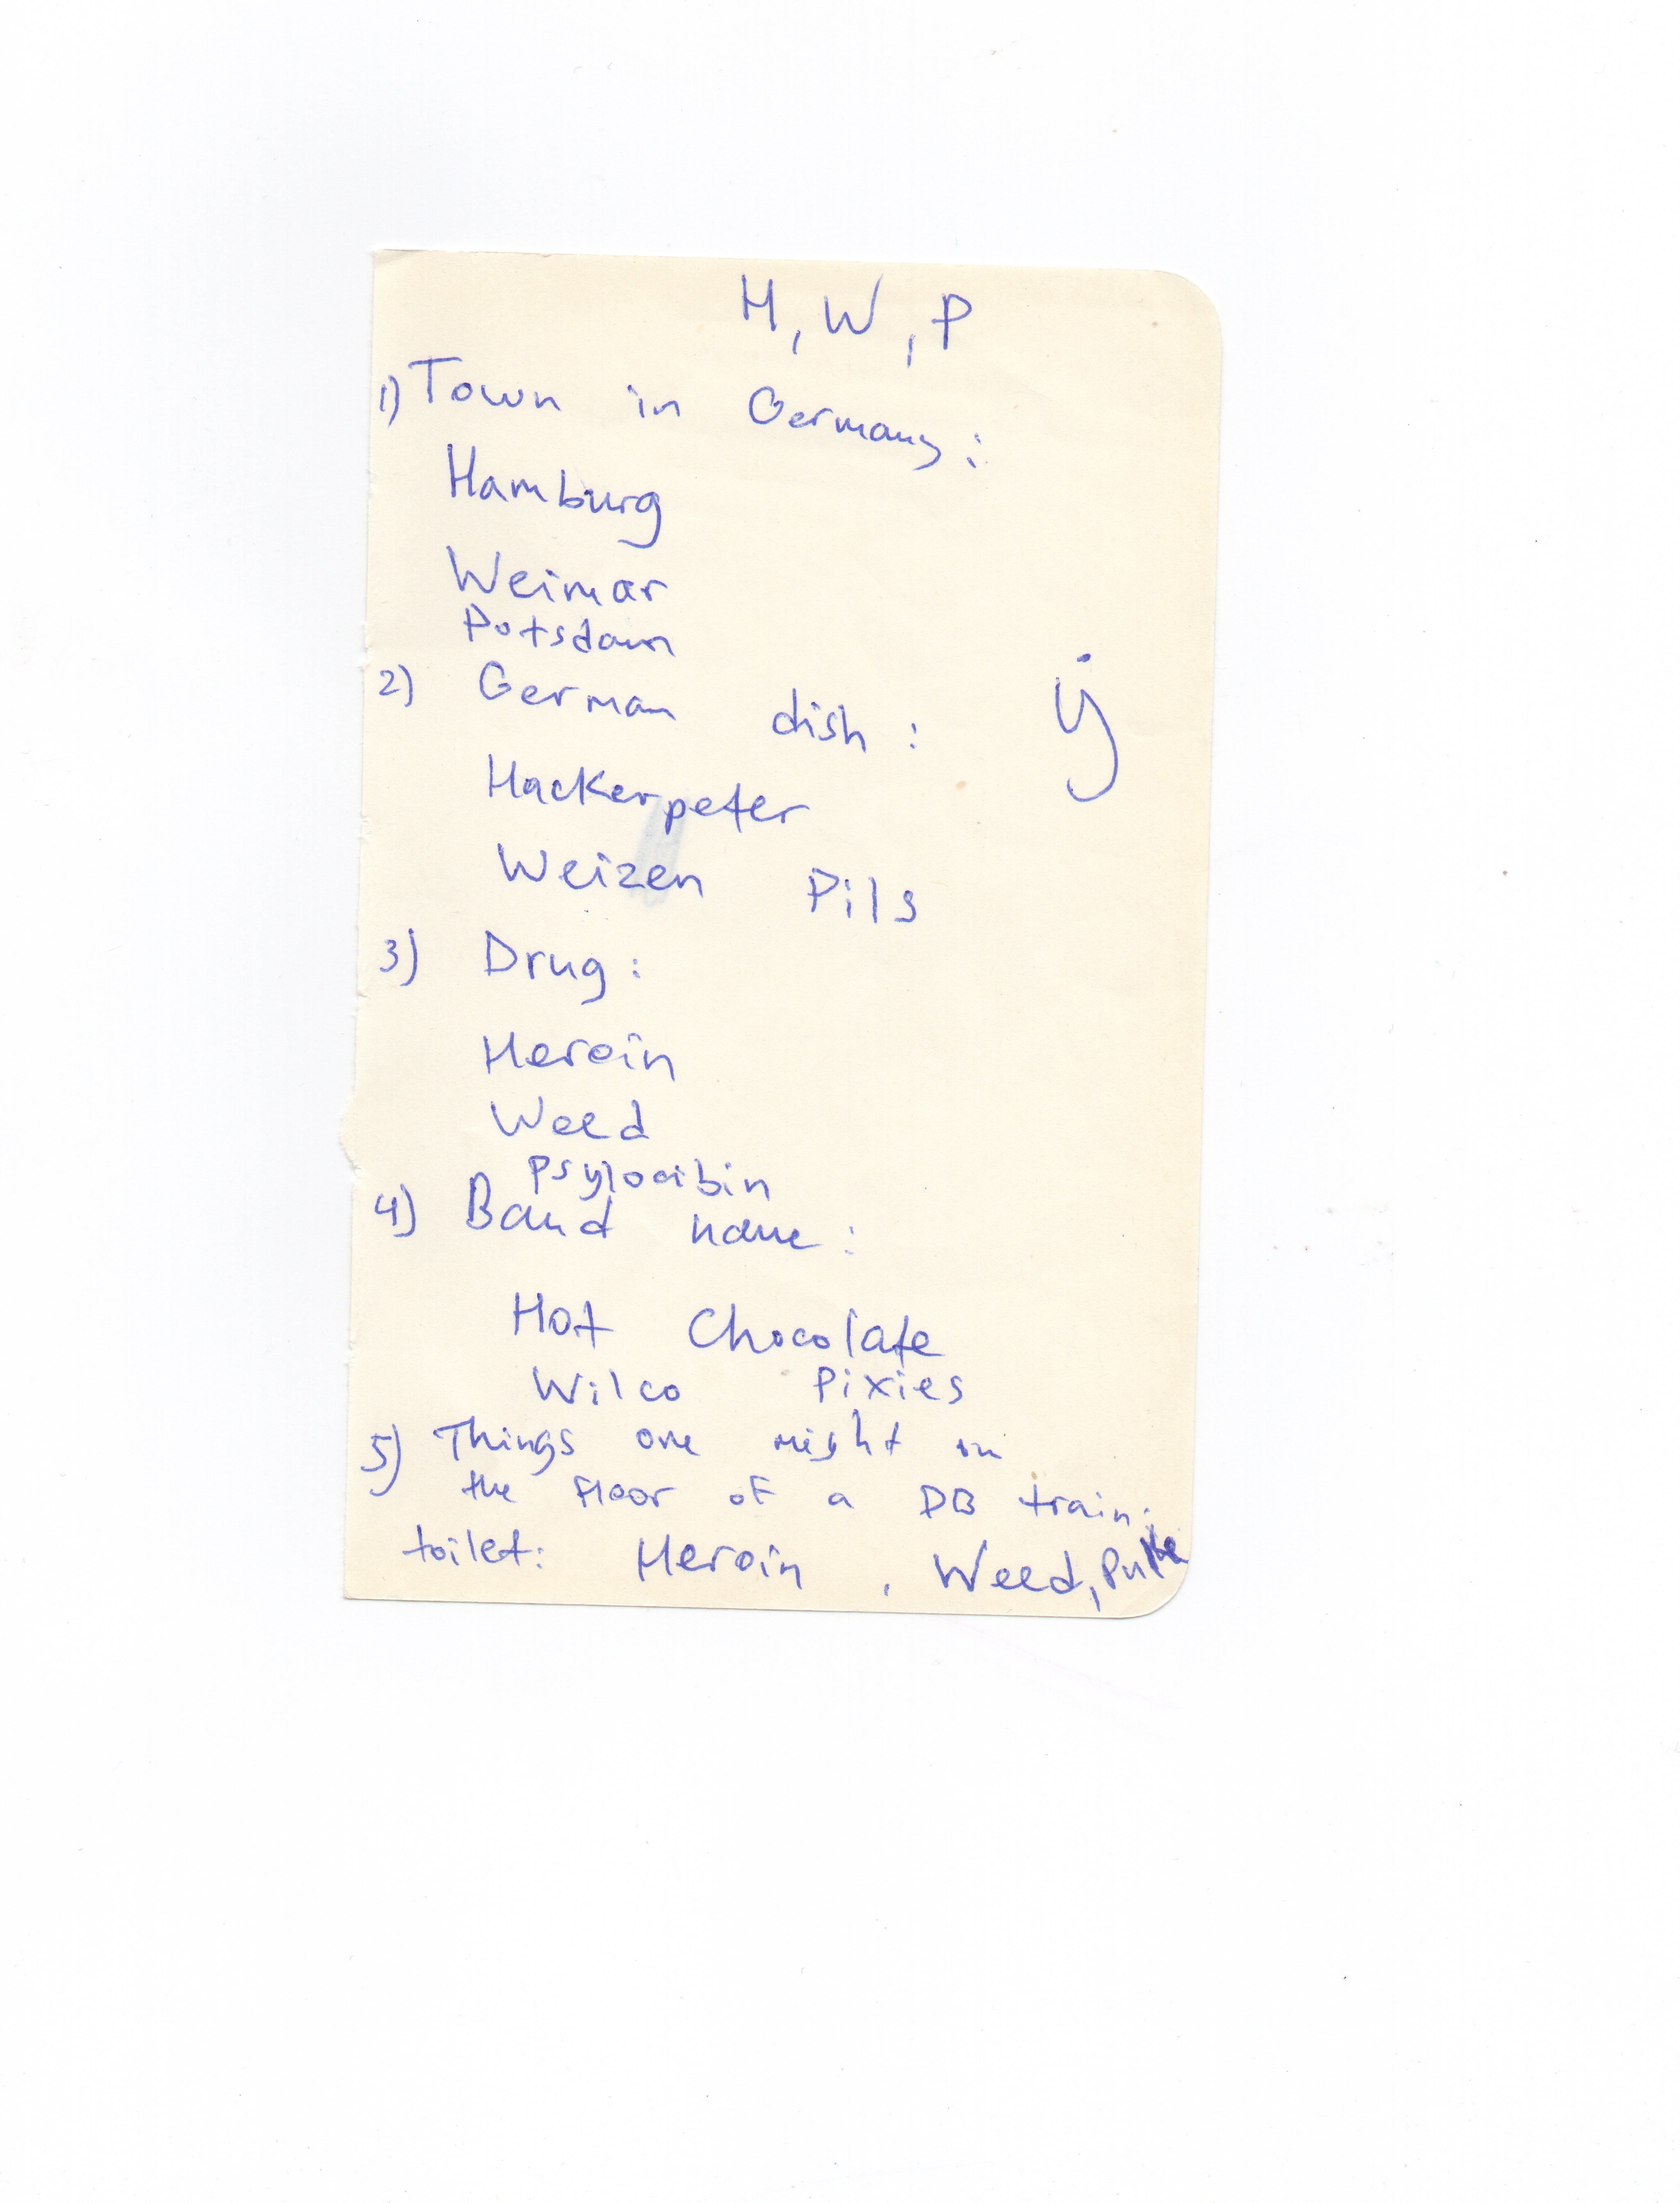 H, W, P
1) Town in Germany:
Hamburg
Weimar
Potsdam
2) German dish:
ij
Hackerpeter
Weizen Pils
3) Drug:
Heroin
Weed
Psylocibin
4) Band name:
Hot Chocolate
Wilco Pixies
5) Things one might on
the floor of a DB train:
toilet: Heroin, Weed,